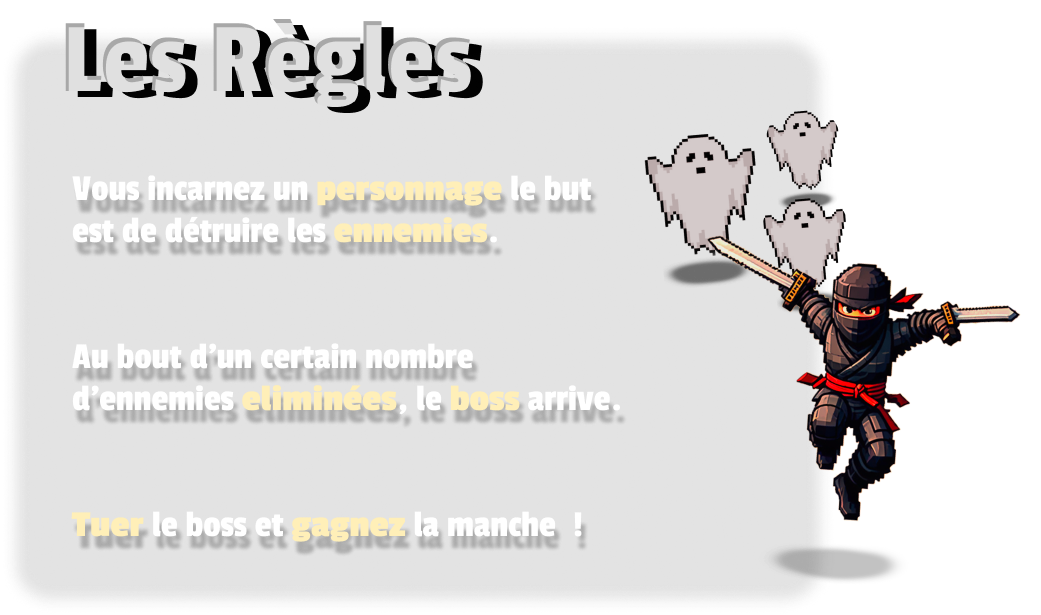 Les Règles
Vous incarnez un personnage le but
est de détruire les ennemies.
Au bout d'un certain nombre
d'ennemies eliminées, le boss arrive.
Tuer le boss et gagnez la manche  !